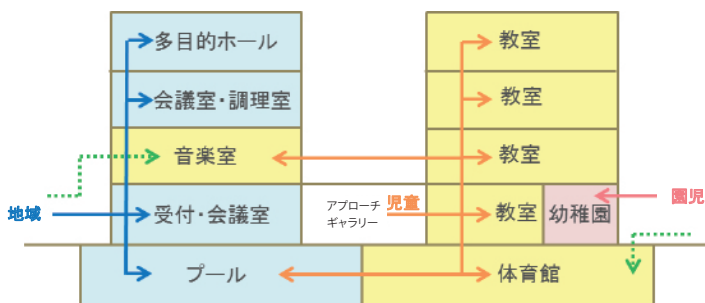 多目的ホール
教室
会議室・調理室
教室
音楽室
教室
地域
受付・会議室
アプローチ
ギャラリー
児童
教室
幼稚園
園児
プール
体育館